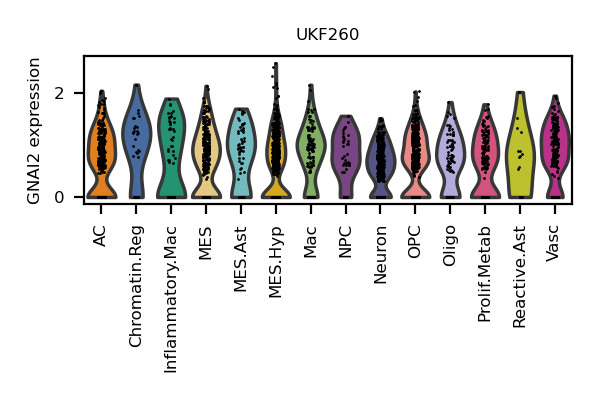 UKF260
GNAI2 expression
2
0
AC
Chromatin.Reg
Inflammatory.Mac
MES
MES.Ast
MES.Hyp
Mac
NPC
Neuron
OPC
Oligo
Prolif.Metab
Reactive.Ast
Vasc